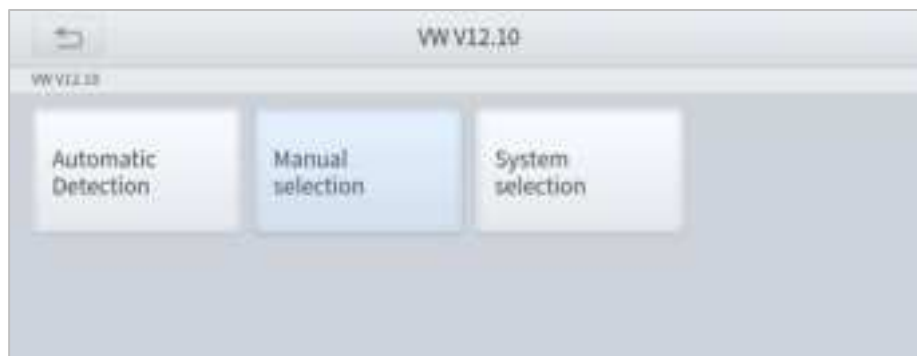 VW V12.10
VW V12.10
Automatic
Detection
Manual
selection
System
selection